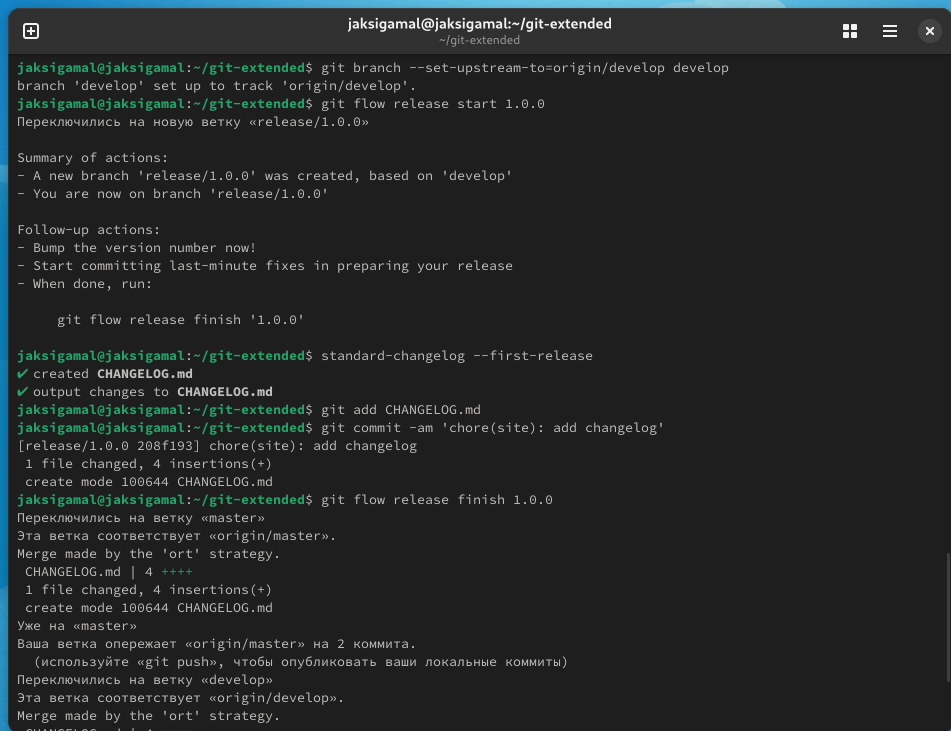 jaksigamal@jaksigamal:~/git-extended
~/git-extended
jaksigamal@jaksigamal:~/git-extended$ git branch --set-upstream-to=origin/develop develop
branch 'develop' set up to track 'origin/develop'.
jaksigamal@jaksigamal:~/git-extended$ git flow release start 1.0.0
Переключились на новую ветку «release/1.0.0»
Summary of actions:
- A new branch 'release/1.0.0' was created, based on 'develop'
- You are now on branch 'release/1.0.0'
Follow-up actions:
- Bump the version number now!
- Start committing last-minute fixes in preparing your release
- When done, run:
git flow release finish '1.0.0'
jaksigamal@jaksigamal:~/git-extended$ standard-changelog --first-release
✔ created CHANGELOG.md
✔ output changes to CHANGELOG.md
jaksigamal@jaksigamal:~/git-extended$ git add CHANGELOG.md
jaksigamal@jaksigamal:~/git-extended$ git commit -am 'chore(site): add changelog'
[release/1.0.0 208f193] chore(site): add changelog
1 file changed, 4 insertions(+)
create mode 100644 CHANGELOG.md
jaksigamal@jaksigamal:~/git-extended$ git flow release finish 1.0.0
Переключились на ветку «master»
Эта ветка соответствует «origin/master».
Merge made by the 'ort' strategy.
CHANGELOG.md | 4 ++++
1 file changed, 4 insertions(+)
create mode 100644 CHANGELOG.md
Уже на «master»
Ваша ветка опережает «origin/master» на 2 коммита.
(используйте «git push», чтобы опубликовать ваши локальные коммиты)
Переключились на ветку «develop»
Эта ветка соответствует «origin/develop».
Merge made by the 'ort' strategy.